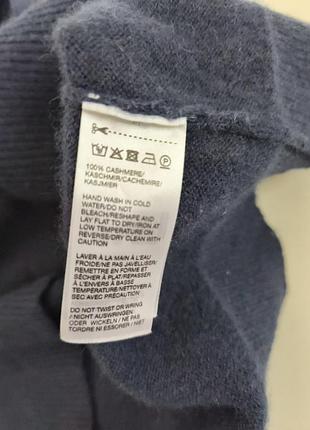 100% CASHMERE/
KASCHMIR/CACHEMIRE/
KASJMIER
HAND WASH IN COLD
WATER/DO NOT
BLEACH/RESHAPE AND
LAY FLAT TO DRY/IRON AT
LOW TEMPERATURE ON
REVERSE/DRY CLEAN WITH
CAUTION
LAVER À LA MAIN À L'EAU
FROIDE/NE PAS JAVELLISER/
REMETTRE EN FORME ET
SÉCHER À PLAT/REPASSER
À L'ENVERS À BASSE
TEMPÉRATURE/NETTOYER À
SEC AVEC PRÉCAUTION
DO NOT TWIST OR WRING
/ NICHT AUSWRINGEN
ODER WICKELN / NE PAS
TORDRE NI ESSORER / NIET